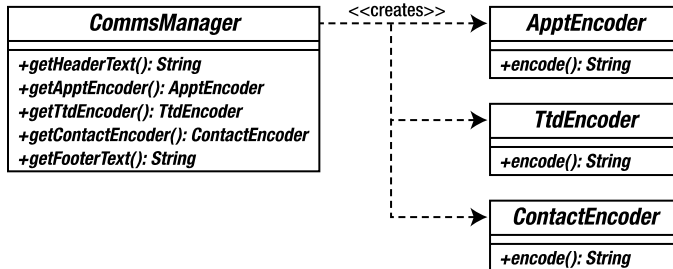 CommsManager
+getHeaderText(): String
+getApptEncoder(): ApptEncoder
+getTtdEncoder(): TtdEncoder
+getContactEncoder(): ContactEncoder
+getFooterText(): String
<<creates>>
ApptEncoder
+encode(): String
TtdEncoder
+encode(): String
ContactEncoder
+encode(): String